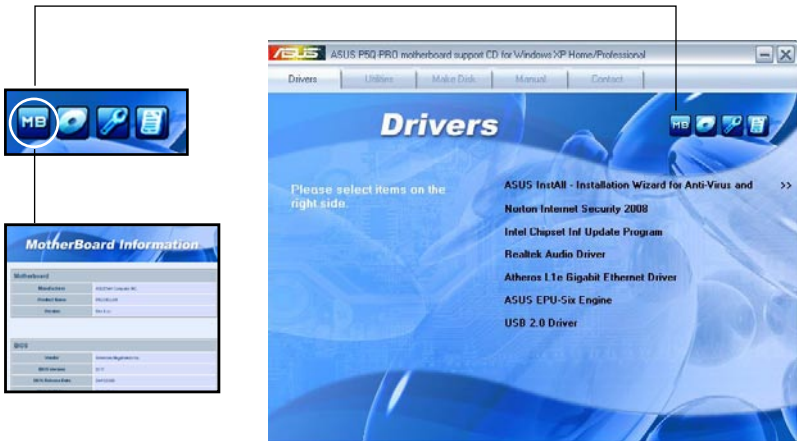 ASUS P5Q-PRO motherboard support CD for Windows XP Home/Professional
Drivers
Utilities
Make Disk
Manual
Contact
MB
MB
Drivers
Please select items on the
right side.
ASUS InstAll - Installation Wizard for Anti-Virus and >>
Norton Internet Security 2008
Intel Chipset Inf Update Program
Realtek Audio Driver
Atheros L1e Gigabit Ethernet Driver
ASUS EPU-Six Engine
USB 2.0 Driver
MotherBoard Information
Motherboard
Manufacturer
Product Name
Version
BIOS
Vendor
BIOS Version
BIOS Release Date